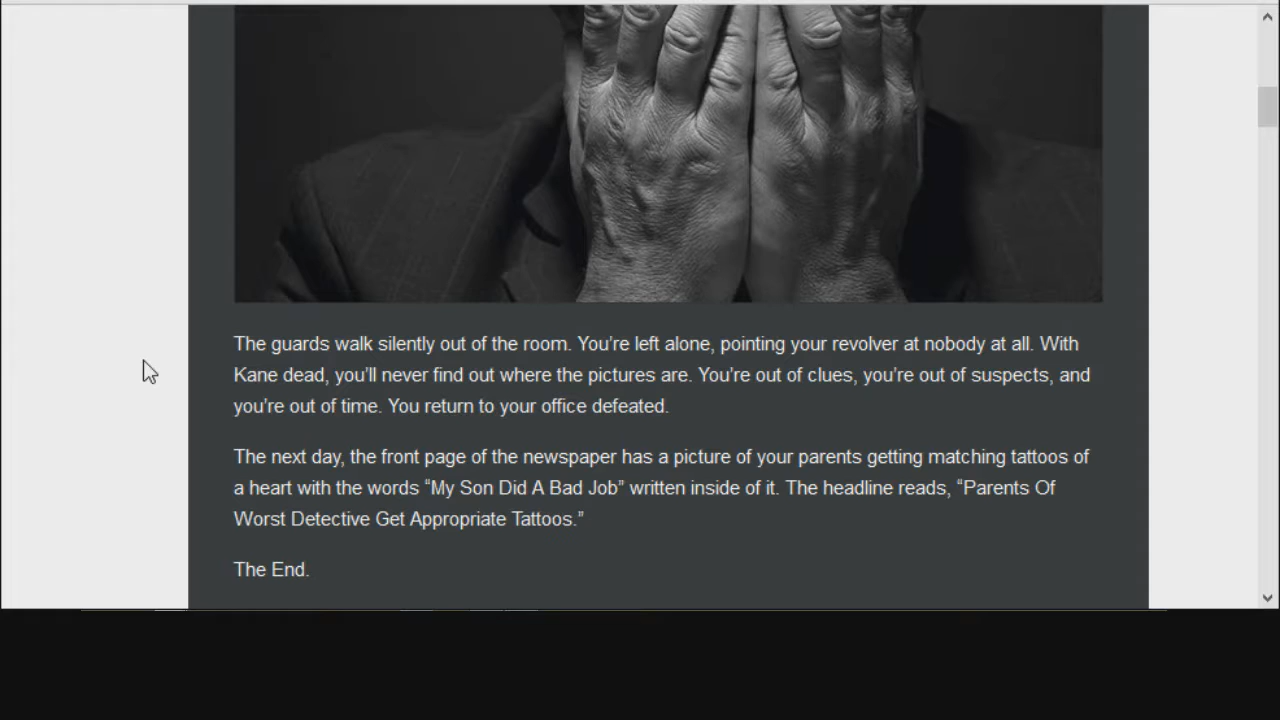 The guards walk silently out of the room. You’re left alone, pointing your revolver at nobody at all. With
Kane dead, you’ll never find out where the pictures are. You’re out of clues, you’re out of suspects, and
you’re out of time. You return to your office defeated.
The next day, the front page of the newspaper has a picture of your parents getting matching tattoos of
a heart with the words “My Son Did A Bad Job” written inside of it. The headline reads, “Parents Of
Worst Detective Get Appropriate Tattoos.”
The End.